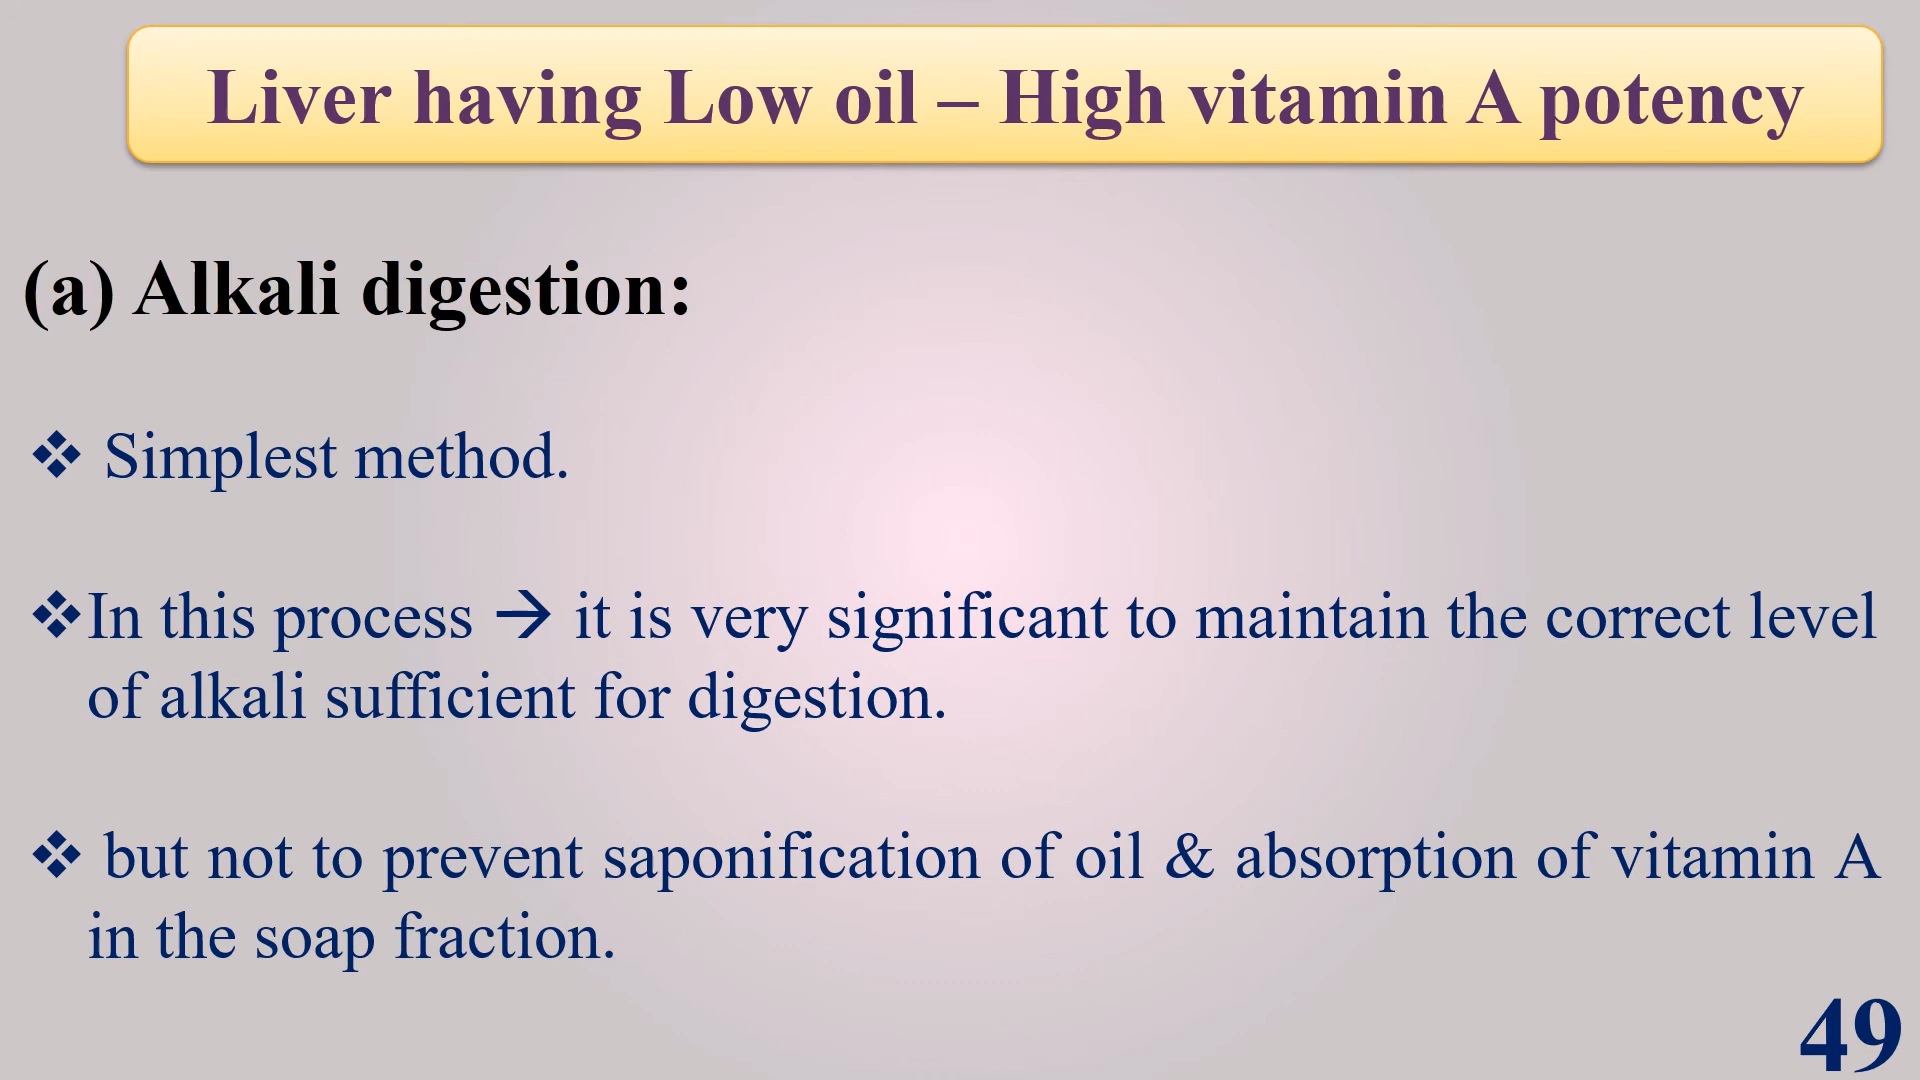 Liver having Low oil – High vitamin A potency
(a) Alkali digestion:
❖ Simplest method.
❖In this process → it is very significant to maintain the correct level
of alkali sufficient for digestion.
❖ but not to prevent saponification of oil & absorption of vitamin A
in the soap fraction.
49